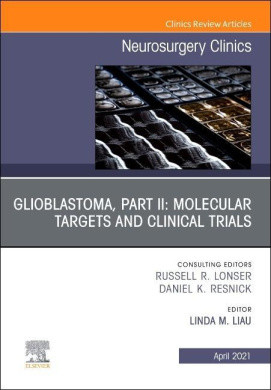 Clinics Review Articles
Neurosurgery Clinics
GLIOBLASTOMA, PART II: MOLECULAR
TARGETS AND CLINICAL TRIALS
CONSULTING EDITORS
RUSSELL R. LONSER
DANIEL K. RESNICK
EDITOR
LINDA M. LIAU
ELSEVIER
April 2021